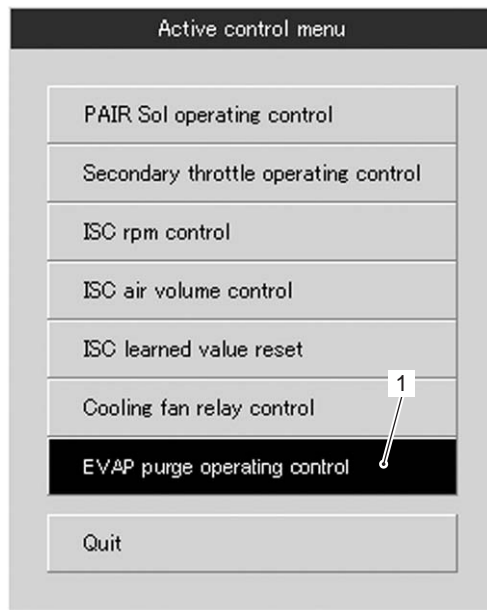 Active control menu
PAIR Sol operating control
Secondary throttle operating control
ISC rpm control
ISC air volume control
ISC learned value reset
1
Cooling fan relay control
EVAP purge operating control
Quit